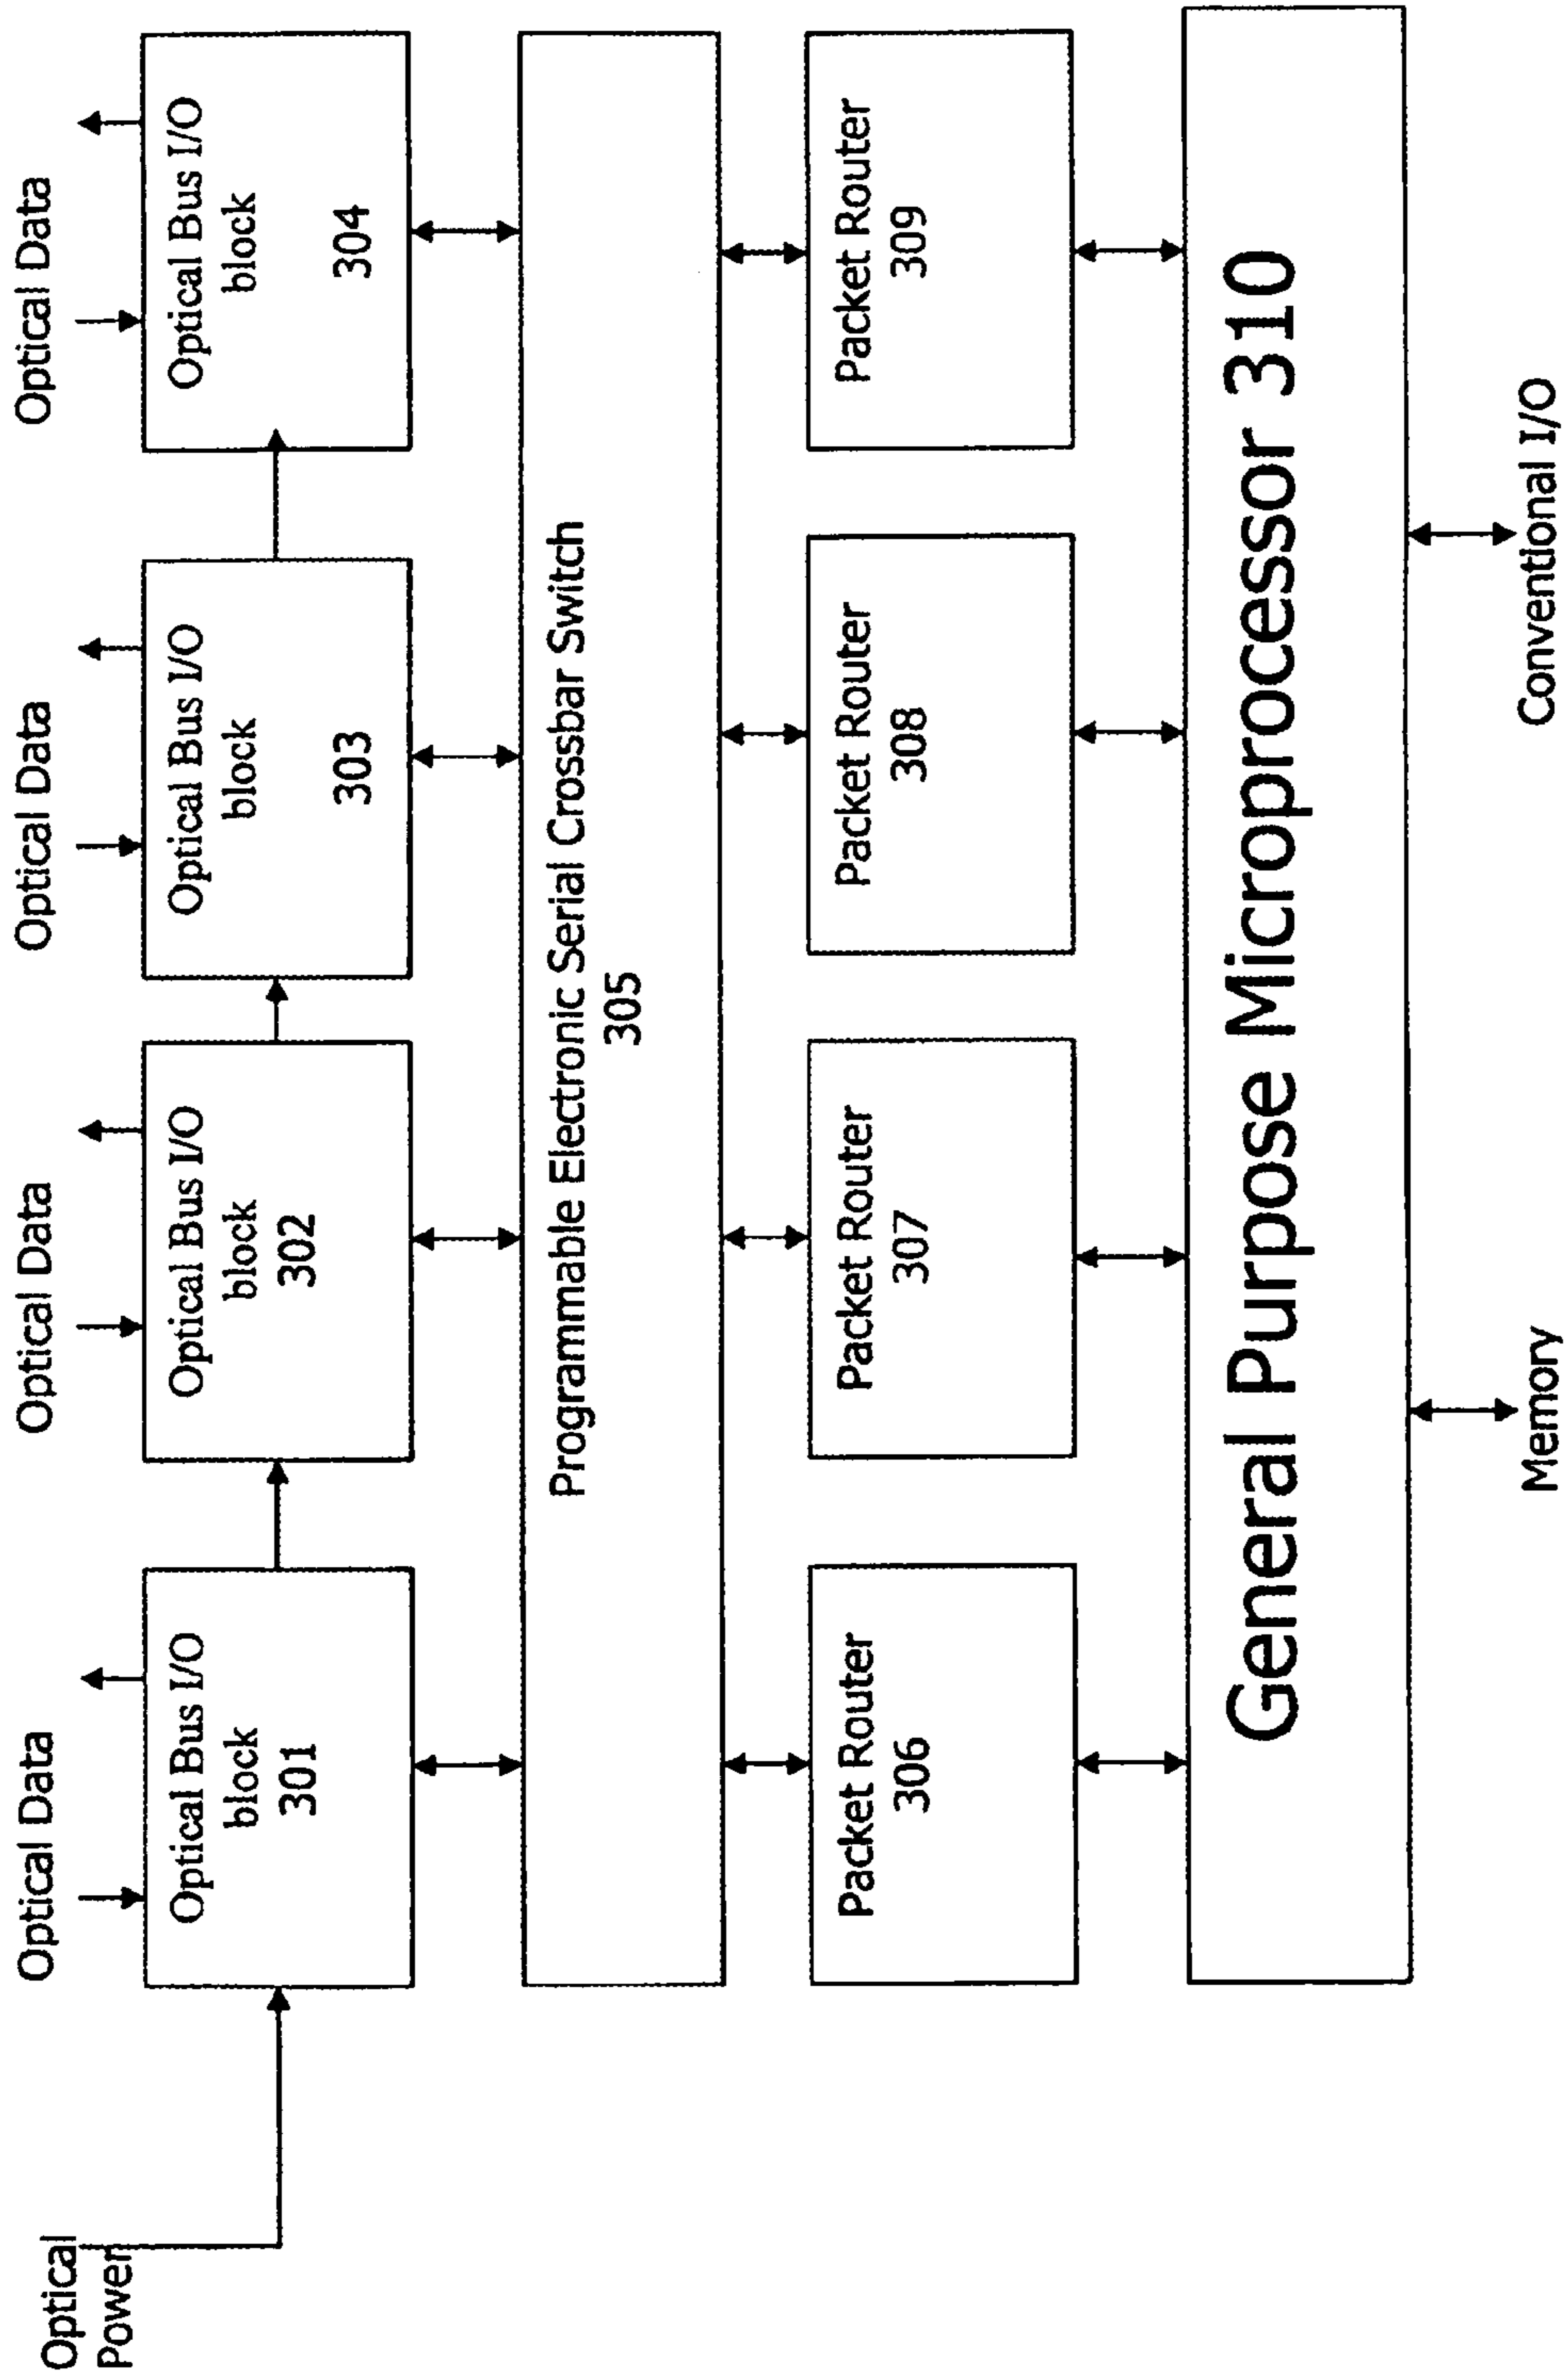 Optical
Power
Optical Data
Optical Data
Optical Data
Optical Data
Optical Bus I/O
block
301
Optical Bus I/O
block
302
Optical Bus I/O
block
303
Optical Bus I/O
block
304
Programmable Electronic Serial Crossbar Switch
305
Packet Router
306
Packet Router
307
Packet Router
308
Packet Router
309
General Purpose Microprocessor 310
Memory
Conventional I/O